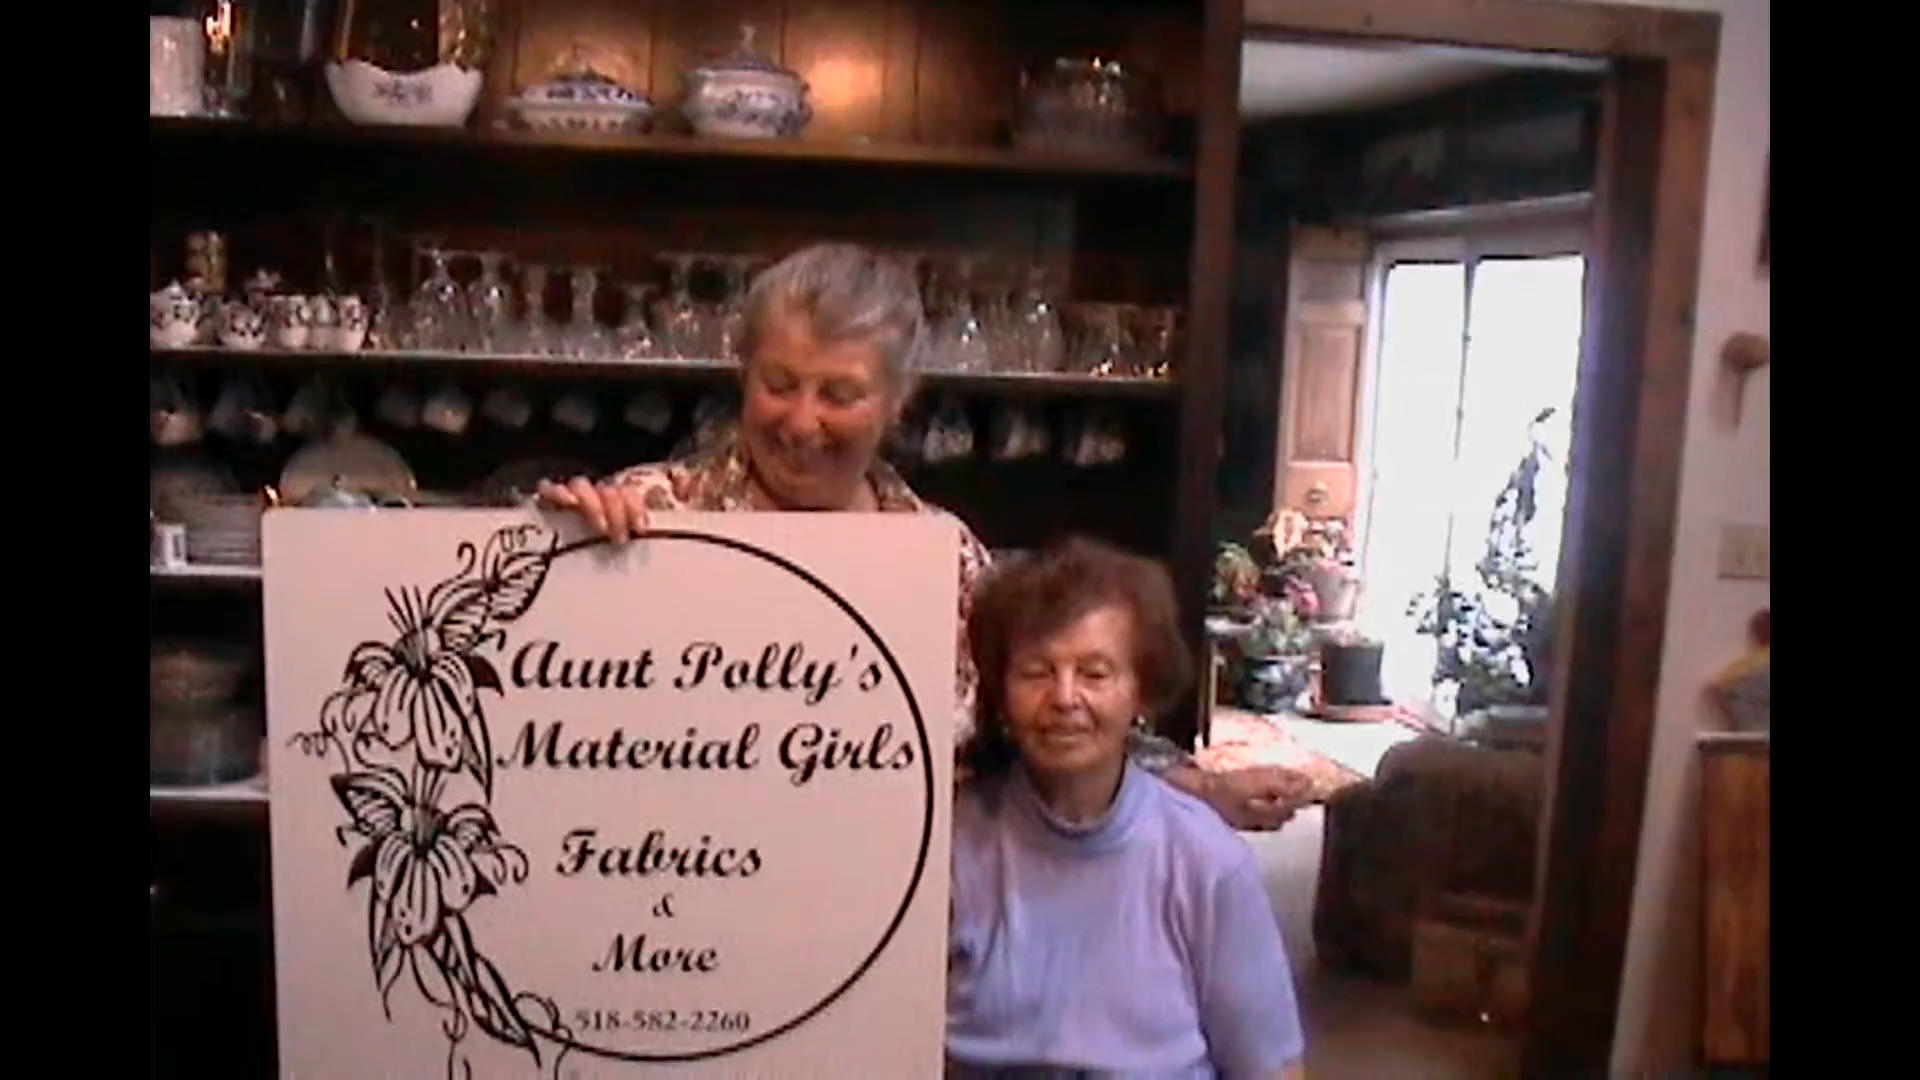 Aunt Polly's
Material Girls
Fabrics
&
More
518-582-2260